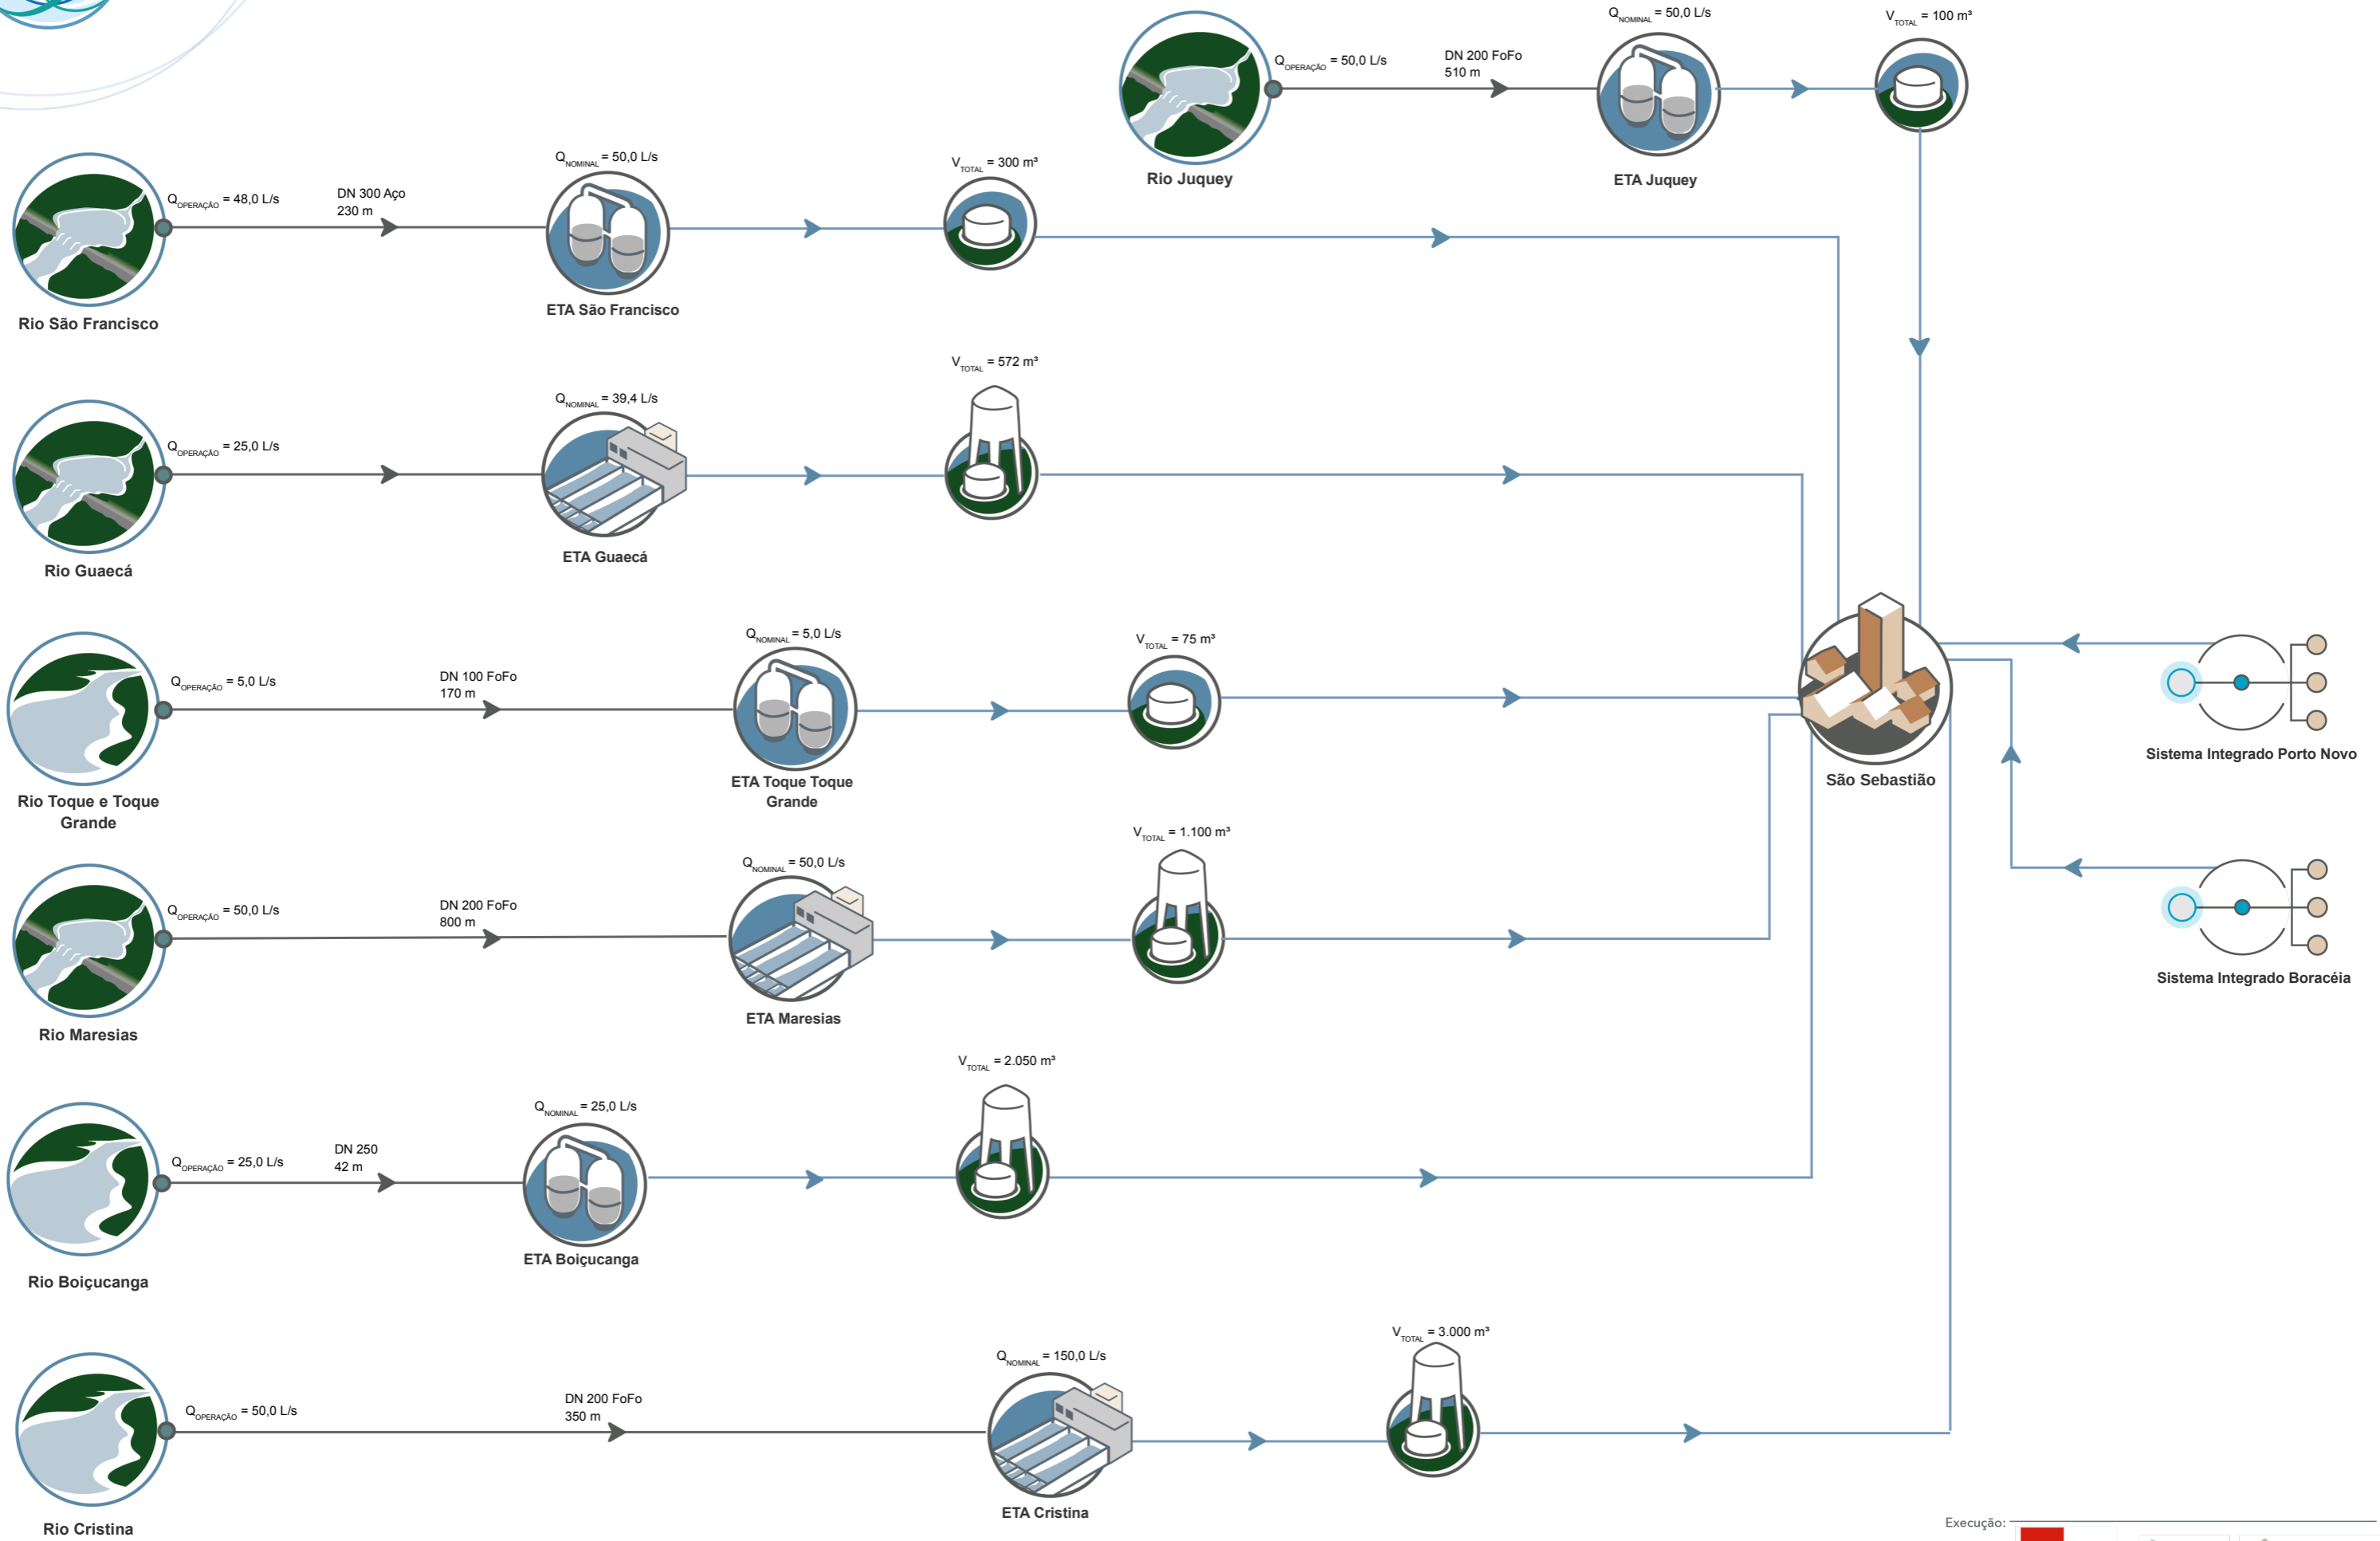 Q NOMINAL = 50,0 L/s
V TOTAL = 100 m³
Q OPERAÇÃO = 50,0 L/s
DN 200 FoFo
510 m
Rio Juquey
ETA Juquey
Q OPERAÇÃO = 48,0 L/s
DN 300 Aço
230 m
Q NOMINAL = 50,0 L/s
V TOTAL = 300 m³
Rio São Francisco
ETA São Francisco
Q OPERAÇÃO = 25,0 L/s
Q NOMINAL = 39,4 L/s
V TOTAL = 572 m³
Rio Guaecá
ETA Guaecá
Q OPERAÇÃO = 5,0 L/s
DN 100 FoFo
170 m
Q NOMINAL = 5,0 L/s
V TOTAL = 75 m³
Rio Toque e Toque
Grande
ETA Toque Toque
Grande
São Sebastião
Sistema Integrado Porto Novo
Q OPERAÇÃO = 50,0 L/s
DN 200 FoFo
800 m
Q NOMINAL = 50,0 L/s
V TOTAL = 1.100 m³
Rio Maresias
ETA Maresias
Sistema Integrado Boracéia
Q OPERAÇÃO = 25,0 L/s
DN 250
42 m
Q NOMINAL = 25,0 L/s
V TOTAL = 2.050 m³
Rio Boiçucanga
ETA Boiçucanga
Q OPERAÇÃO = 50,0 L/s
DN 200 FoFo
350 m
Q NOMINAL = 150,0 L/s
V TOTAL = 3.000 m³
Rio Cristina
ETA Cristina
Execução: